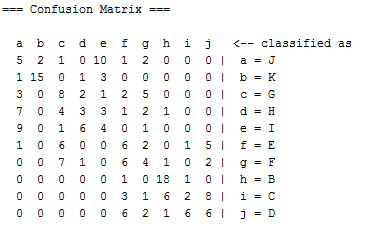 === Confusion Matrix ===
a b c d e f g h i j <-- classified as
5 2 1 0 10 1 2 0 0 0 | a = J
1 15 0 1 3 0 0 0 0 0 | b = K
3 0 8 2 1 2 5 0 0 0 | c = G
7 0 4 3 3 1 2 1 0 0 | d = H
9 0 1 6 4 0 1 0 0 0 | e = I
1 0 6 0 0 6 2 0 1 5 | f = E
0 0 7 1 0 6 4 1 0 2 | g = F
0 0 0 0 0 1 0 18 1 0 | h = B
0 0 0 0 0 3 1 6 2 8 | i = C
0 0 0 0 0 6 2 1 6 6 | j = D